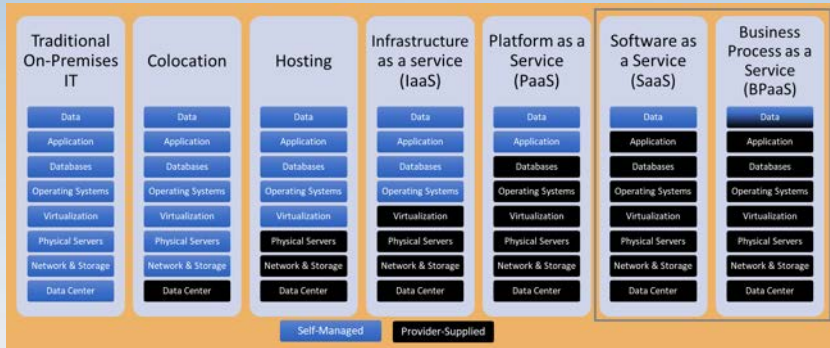 Traditional
On-Premises
IT
Data
Application
Databases
Operating Systems
Virtualization
Physical Servers
Network & Storage
Data Center
Colocation
Data
Application
Databases
Operating Systems
Virtualization
Physical Servers
Network & Storage
Data Center
Hosting
Data
Application
Databases
Operating Systems
Virtualization
Physical Servers
Network & Storage
Data Center
Infrastructure
as a service
(IaaS)
Data
Application
Databases
Operating Systems
Virtualization
Physical Servers
Network & Storage
Data Center
Platform as a
Service
(PaaS)
Data
Application
Databases
Operating Systems
Virtualization
Physical Servers
Network & Storage
Data Center
Software as
a Service
(SaaS)
Data
Application
Databases
Operating Systems
Virtualization
Physical Servers
Network & Storage
Data Center
Business
Process as a
Service
(BPaaS)
Data
Application
Databases
Operating Systems
Virtualization
Physical Servers
Network & Storage
Data Center
Self-Managed
Provider-Supplied